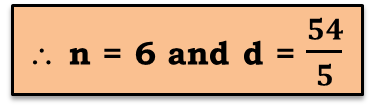 ∴ n = 6 and d = 54/5